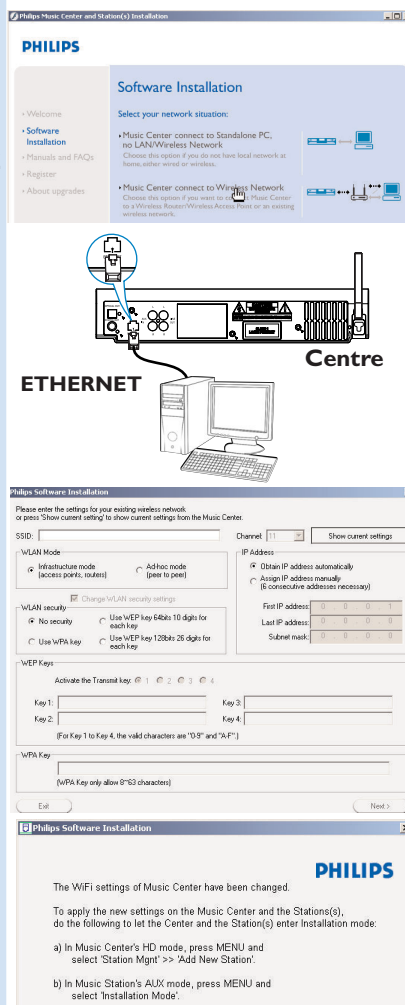 Philips Music Center and Station(s) Installation
PHILIPS
Software Installation
Welcome
Software
Installation
Manuals and FAQs
Register
About upgrades
Select your network situation:
Music Center connect to Standalone PC,
no LAN/Wireless Network
Choose this option if you do not have local network at
home, either wired or wireless.
Music Center connect to Wireless Network
Choose this option if you want to connect Music Center
to a Wireless Router/Wireless Access Point or an existing
wireless network.
Centre
ETHERNET
Philips Software Installation
Please enter the settings for your existing wireless network
or press 'Show current setting' to show current settings from the Music Center.
SSID:
Channel: 11
Show current settings
WLAN Mode
Infrastructure mode
(access points, routers)
Ad-hoc mode
(peer to peer)
IP Address
Obtain IP address automatically
Assign IP address manually
(6 consecutive addresses necessary)
First IP address: 0 . 0 . 0 . 1
Last IP address: 0 . 0 . 0 . 0
Subnet mask: 0 . 0 . 0 . 0
Change WLAN security settings
WLAN security
No security
Use WEP key 64bits 10 digits for
each key
Use WPA key
Use WEP key 128bits 26 digits for
each key
WEP Keys
Activate the Transmit key: 1 2 3 4
Key 1:
Key 3:
Key 2:
Key 4:
(For Key 1 to Key 4, the valid characters are "0-9" and "A-F".)
WPA Key
(WPA Key only allow 8~63 characters)
Exit
Next >
Philips Software Installation
PHILIPS
The WiFi settings of Music Center have been changed.
To apply the new settings on the Music Center and the Stations(s),
do the following to let the Center and the Station(s) enter Installation mode:
a) In Music Center's HD mode, press MENU and
select 'Station Mgnt' >> 'Add New Station'.
b) In Music Station's AUX mode, press MENU and
select 'Installation Mode'.